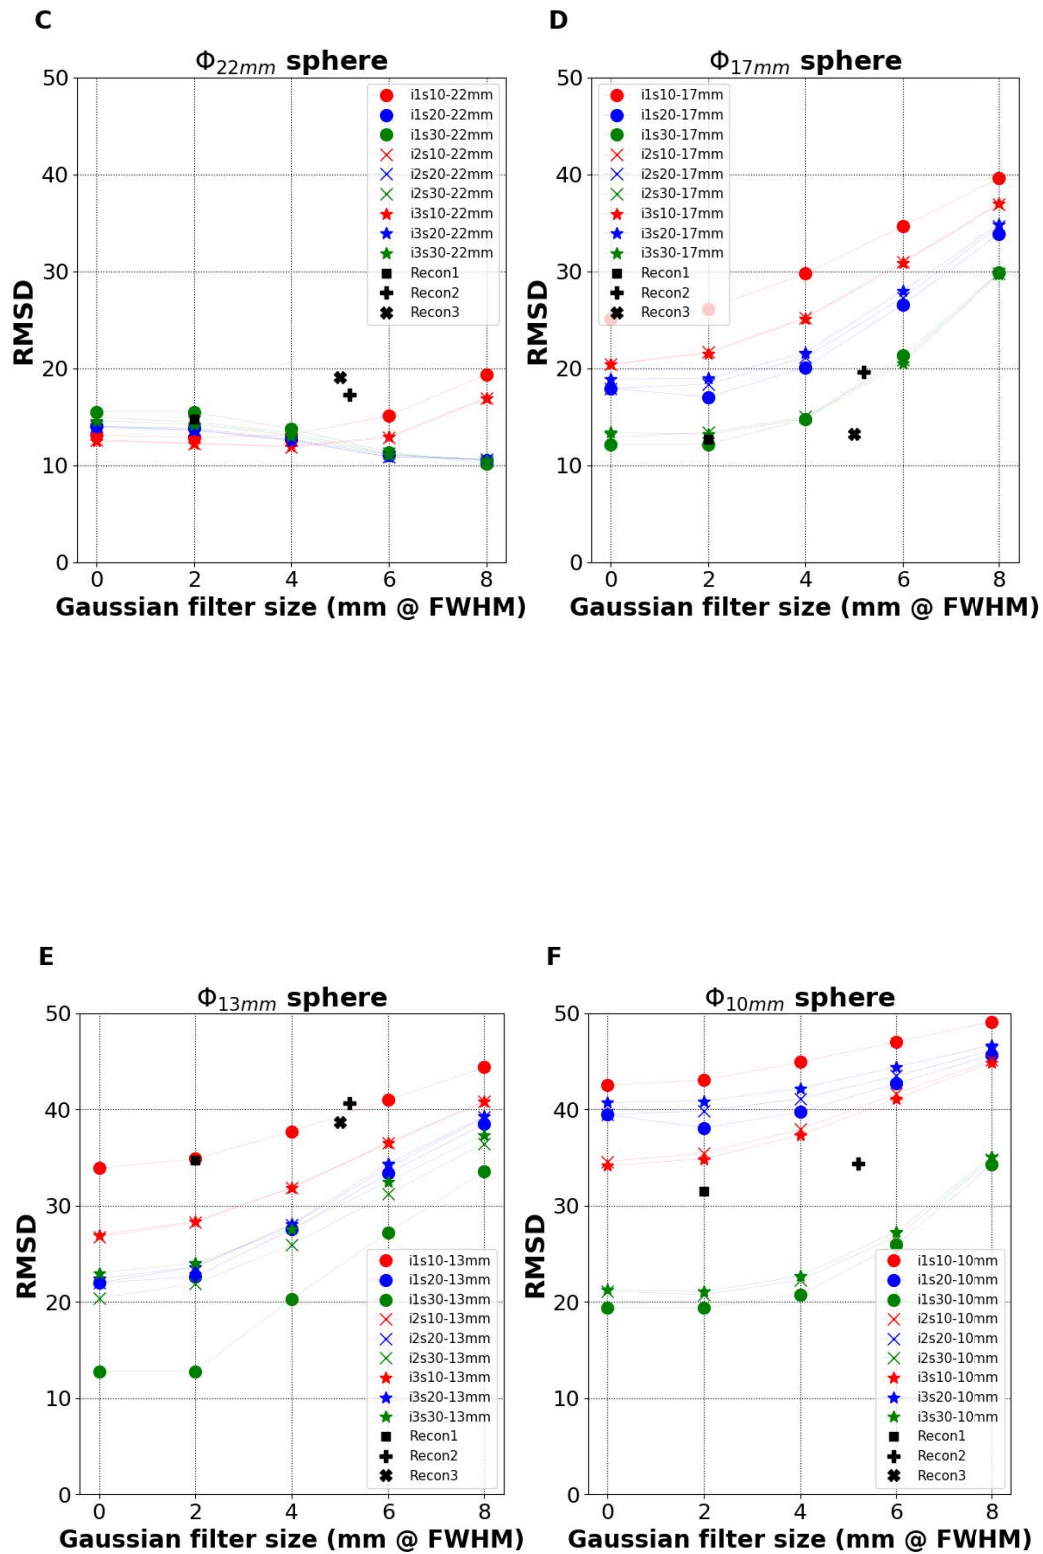 C
Φ22mm sphere
50
40
30
20
10
0
RMSD
i1s10-22mm
i1s20-22mm
i1s30-22mm
i2s10-22mm
i2s20-22mm
i2s30-22mm
i3s10-22mm
i3s20-22mm
i3s30-22mm
Recon1
Recon2
Recon3
0 2 4 6 8
Gaussian filter size (mm @ FWHM)
D
Φ17mm sphere
50
40
30
20
10
0
RMSD
i1s10-17mm
i1s20-17mm
i1s30-17mm
i2s10-17mm
i2s20-17mm
i2s30-17mm
i3s10-17mm
i3s20-17mm
i3s30-17mm
Recon1
Recon2
Recon3
0 2 4 6 8
Gaussian filter size (mm @ FWHM)
E
Φ13mm sphere
50
40
30
20
10
0
RMSD
i1s10-13mm
i1s20-13mm
i1s30-13mm
i2s10-13mm
i2s20-13mm
i2s30-13mm
i3s10-13mm
i3s20-13mm
i3s30-13mm
Recon1
Recon2
Recon3
0 2 4 6 8
Gaussian filter size (mm @ FWHM)
F
Φ10mm sphere
50
40
30
20
10
0
RMSD
i1s10-10mm
i1s20-10mm
i1s30-10mm
i2s10-10mm
i2s20-10mm
i2s30-10mm
i3s10-10mm
i3s20-10mm
i3s30-10mm
Recon1
Recon2
Recon3
0 2 4 6 8
Gaussian filter size (mm @ FWHM)